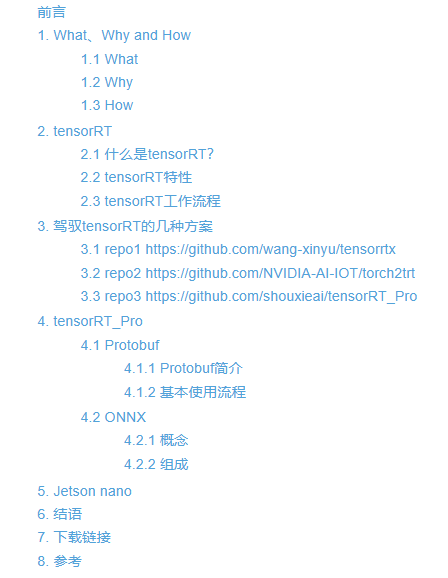 前言
1. What、Why and How
1.1 What
1.2 Why
1.3 How
2. tensorRT
2.1 什么是tensorRT？
2.2 tensorRT特性
2.3 tensorRT工作流程
3. 驾驭tensorRT的几种方案
3.1 repo1 https://github.com/wang-xinyu/tensorrtx
3.2 repo2 https://github.com/NVIDIA-AI-IOT/torch2trt
3.3 repo3 https://github.com/shouxieai/tensorRT_Pro
4. tensorRT_Pro
4.1 Protobuf
4.1.1 Protobuf简介
4.1.2 基本使用流程
4.2 ONNX
4.2.1 概念
4.2.2 组成
5. Jetson nano
6. 结语
7. 下载链接
8. 参考